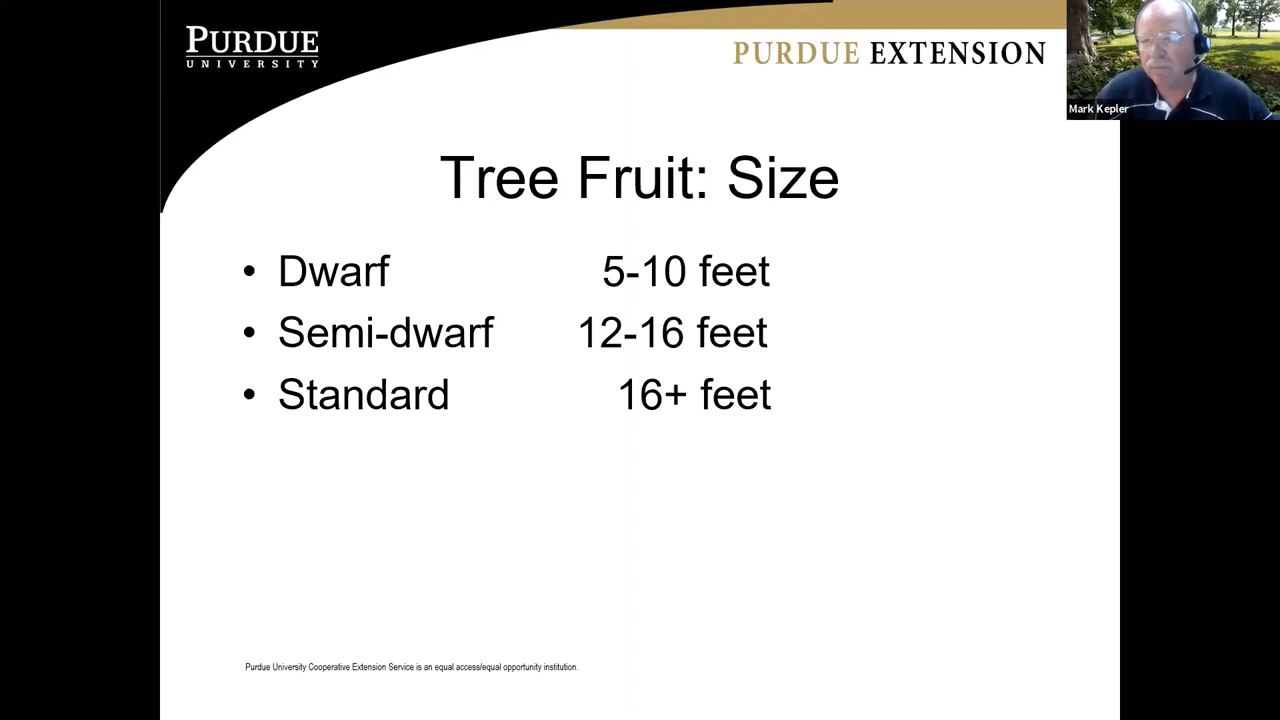 PURDUE
UNIVERSITY
PURDUE EXTENSION
Mark Kepler
Tree Fruit: Size
• Dwarf 5-10 feet
• Semi-dwarf 12-16 feet
• Standard 16+ feet
Purdue University Cooperative Extension Service is an equal access/equal opportunity institution.